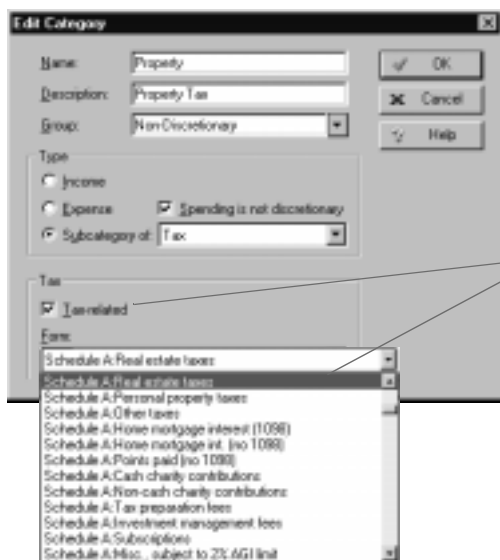 Edit Category
Name: Property
OK
Description: Property Tax
Cancel
Group: Non-Discretionary
Help
Type
Income
Expense Spending is not discretionary
Subcategory of: Tax
Tax
Tax-related
Form:
Schedule A:Real estate taxes
Schedule A:Real estate taxes
Schedule A:Personal property taxes
Schedule A:Other taxes
Schedule A:Home mortgage interest (1098)
Schedule A:Home mortgage int. (no 1098)
Schedule A:Points paid (no 1098)
Schedule A:Cash charity contributions
Schedule A:Non-cash charity contributions
Schedule A:Tax preparation fees
Schedule A:Investment management fees
Schedule A:Subscriptions
Schedule A:Misc., subject to 2% AGI limit